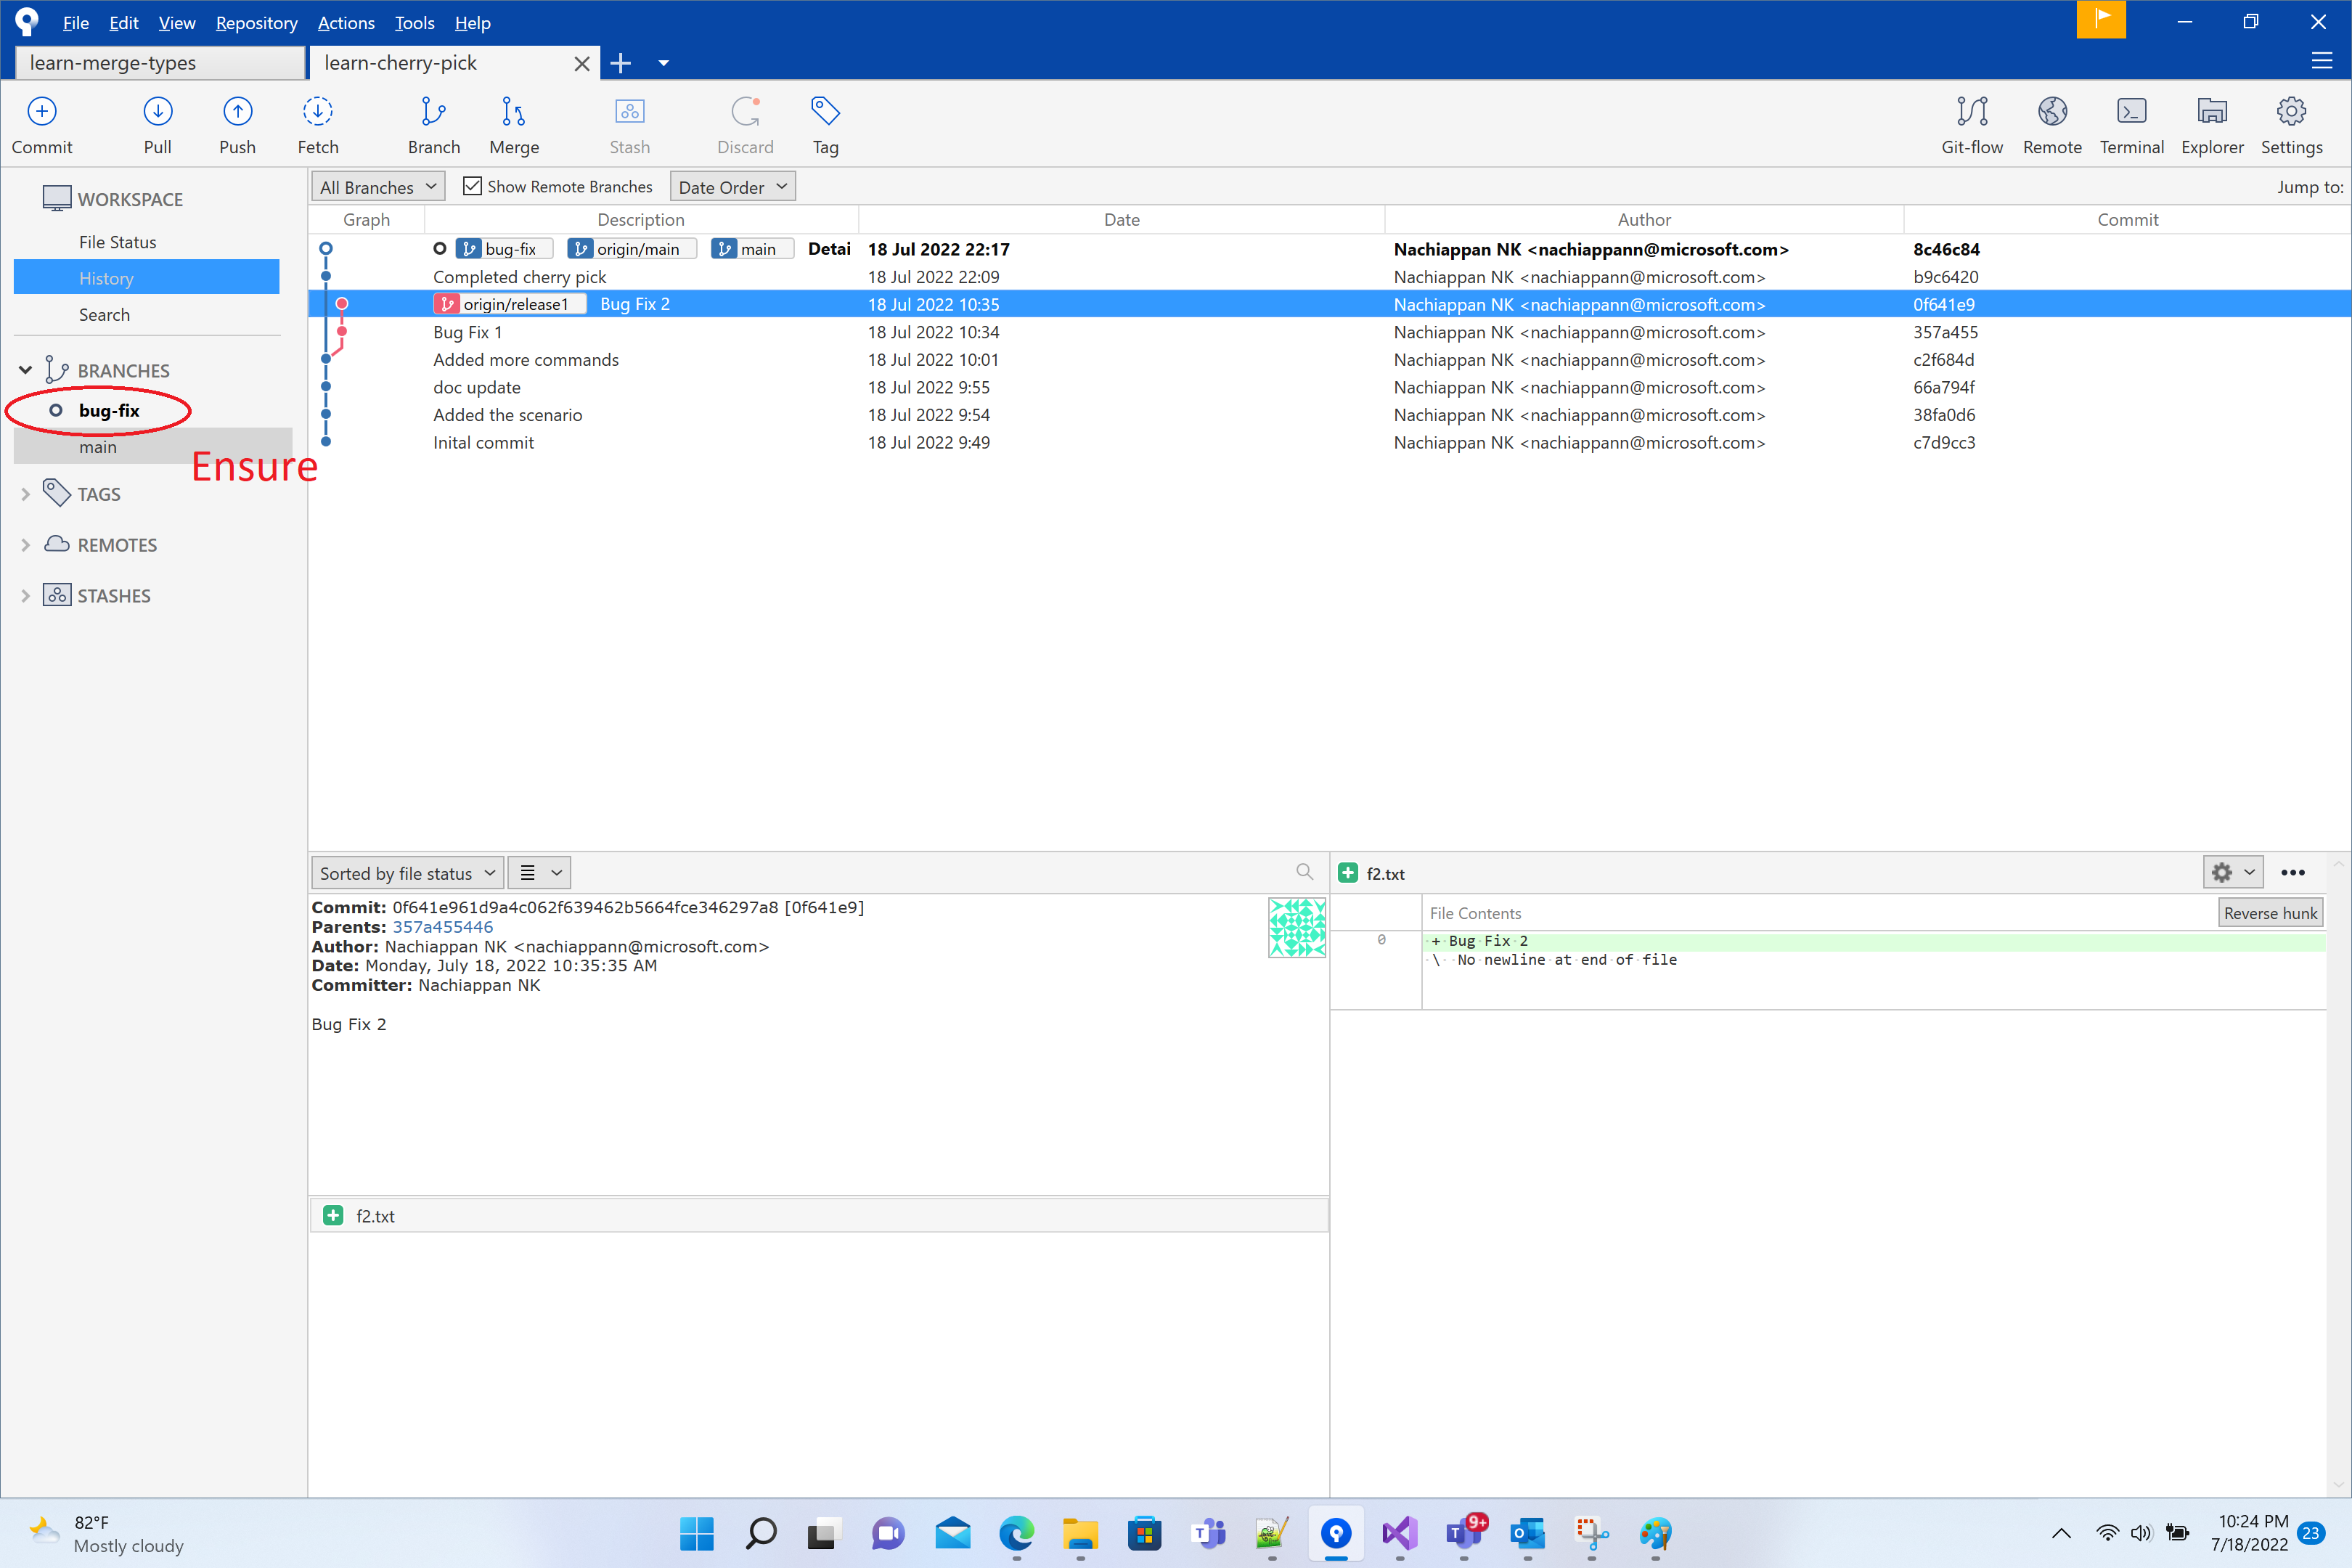 File Edit View Repository Actions Tools Help
learn-merge-types learn-cherry-pick
Commit Pull Push Fetch Branch Merge Stash Discard Tag Git-flow Remote Terminal Explorer Settings
WORKSPACE
File Status
History
Search
BRANCHES
bug-fix
main
Ensure
TAGS
REMOTES
STASHES
All Branches Show Remote Branches Date Order Jump to:
Graph Description Date Author Commit
bug-fix origin/main main Detai 18 Jul 2022 22:17 Nachiappan NK <nachiappann@microsoft.com> 8c46c84
Completed cherry pick 18 Jul 2022 22:09 Nachiappan NK <nachiappann@microsoft.com> b9c6420
origin/release1 Bug Fix 2 18 Jul 2022 10:35 Nachiappan NK <nachiappann@microsoft.com> 0f641e9
Bug Fix 1 18 Jul 2022 10:34 Nachiappan NK <nachiappann@microsoft.com> 357a455
Added more commands 18 Jul 2022 10:01 Nachiappan NK <nachiappann@microsoft.com> c2f684d
doc update 18 Jul 2022 9:55 Nachiappan NK <nachiappann@microsoft.com> 66a794f
Added the scenario 18 Jul 2022 9:54 Nachiappan NK <nachiappann@microsoft.com> 38fa0d6
Inital commit 18 Jul 2022 9:49 Nachiappan NK <nachiappann@microsoft.com> c7d9cc3
Sorted by file status
Commit: 0f641e961d9a4c062f639462b5664fce346297a8 [0f641e9]
Parents: 357a455446
Author: Nachiappan NK <nachiappann@microsoft.com>
Date: Monday, July 18, 2022 10:35:35 AM
Committer: Nachiappan NK
Bug Fix 2
f2.txt
f2.txt
File Contents Reverse hunk
0 + Bug Fix 2
\ No newline at end of file
82°F
Mostly cloudy
9+
10:24 PM
7/18/2022
23